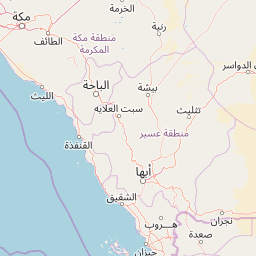 الخرمة
مكة
رنية
الطائف
منطقة مكة
المكرمة
ي الدواسر
الباحة
بيشة
الليث
سبت العلايه
تثليث
منطقة عسير
القنفذة
أبها
الشقيق
نجران
هــروب
صعدة
جيزان